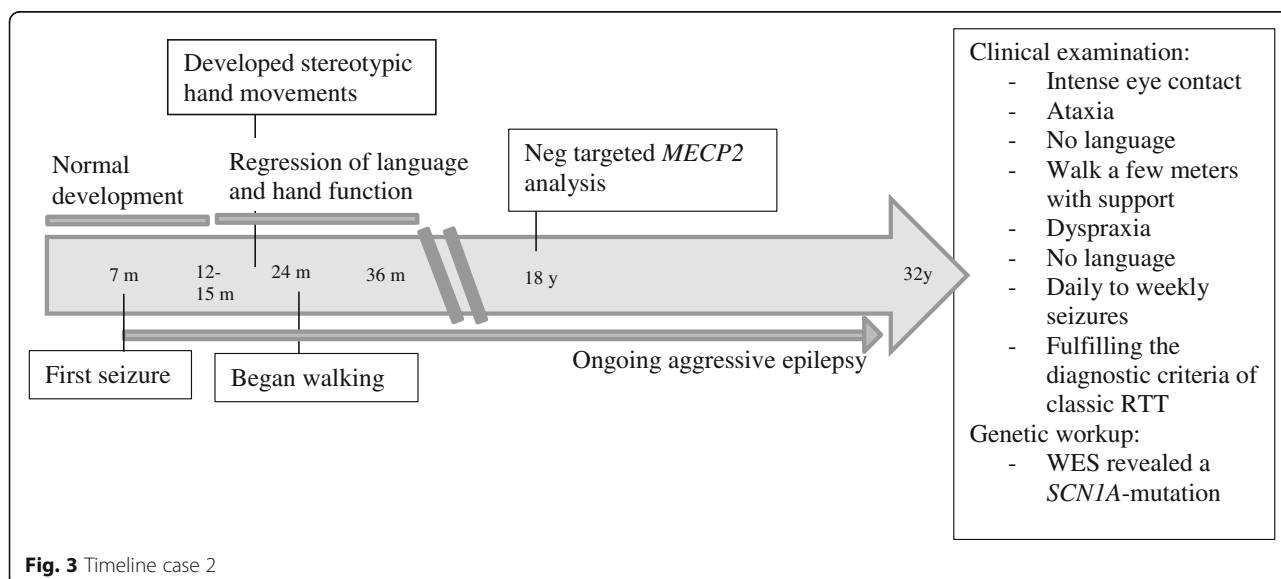 Developed stereotypic
hand movements
Normal
development
Regression of language
and hand function
Neg targeted MECP2
analysis
7 m
12-
15 m
24 m
36 m
18 y
32y
First seizure
Began walking
Ongoing aggressive epilepsy
Clinical examination:
- Intense eye contact
- Ataxia
- No language
- Walk a few meters
with support
- Dyspraxia
- No language
- Daily to weekly
seizures
- Fulfilling the
diagnostic criteria of
classic RTT
Genetic workup:
- WES revealed a
SCN1A-mutation
Fig. 3 Timeline case 2